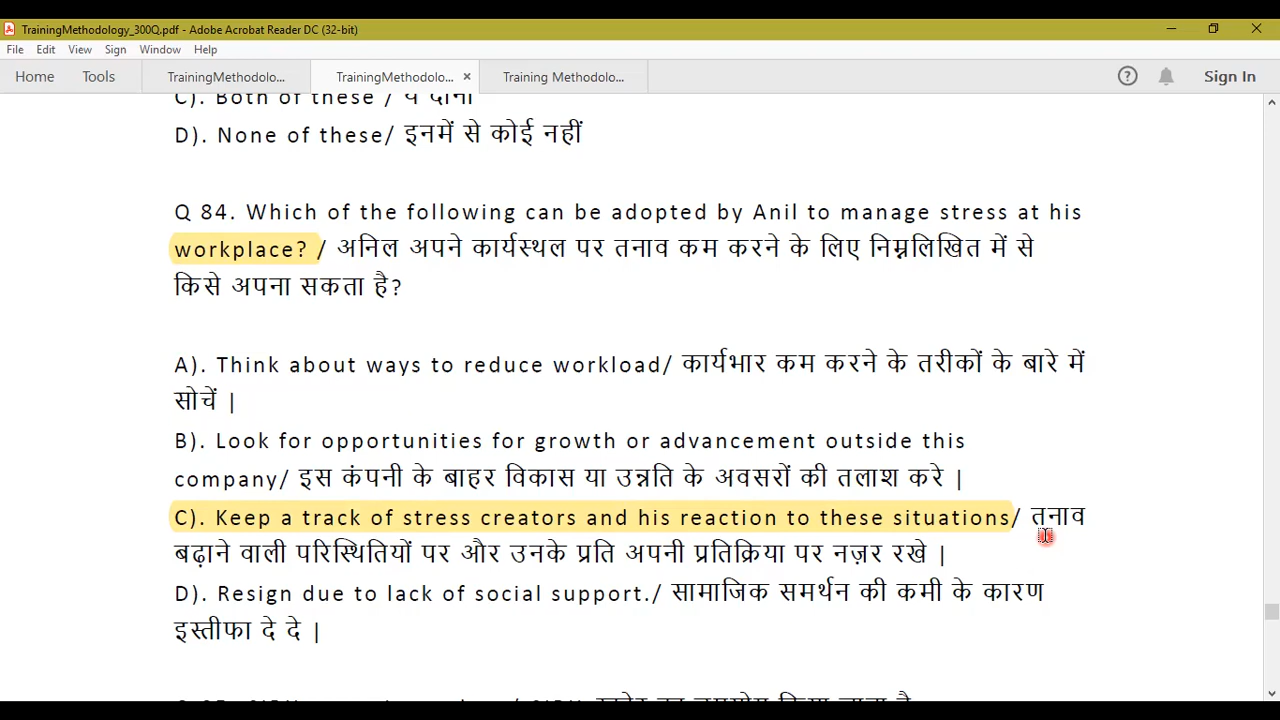 TrainingMethodology_300Q.pdf - Adobe Acrobat Reader DC (32-bit)
File Edit View Sign Window Help
Home Tools TrainingMethodolo... TrainingMethodolo... × Training Methodolo... Sign In
C). Both of these / ये दोनों
D). None of these/ इनमें से कोई नहीं
Q 84. Which of the following can be adopted by Anil to manage stress at his
workplace? / अनिल अपने कार्यस्थल पर तनाव कम करने के लिए निम्नलिखित में से
किसे अपना सकता है?
A). Think about ways to reduce workload/ कार्यभार कम करने के तरीकों के बारे में
सोचें |
B). Look for opportunities for growth or advancement outside this
company/ इस कंपनी के बाहर विकास या उन्नति के अवसरों की तलाश करे |
C). Keep a track of stress creators and his reaction to these situations/ तनाव
बढ़ाने वाली परिस्थितियों पर और उनके प्रति अपनी प्रतिक्रिया पर नज़र रखे |
D). Resign due to lack of social support./ सामाजिक समर्थन की कमी के कारण
इस्तीफा दे दे |